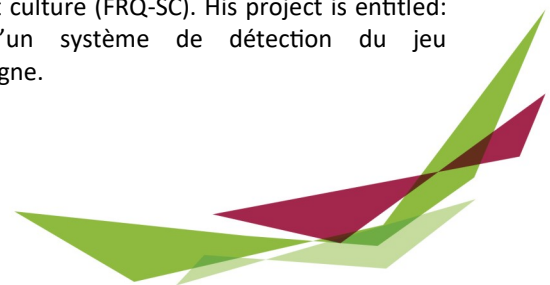 t culture (FRQ-SC). His project is entitled:
'un système de détection du jeu
gne.